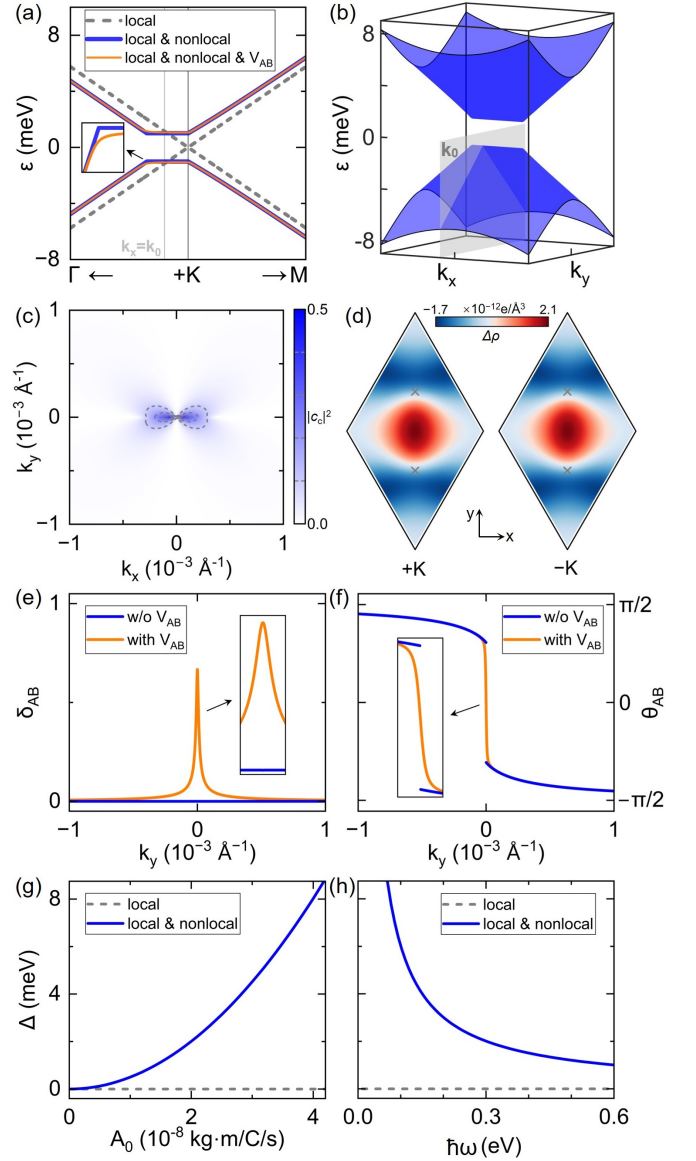 (a)
local
local & nonlocal
local & nonlocal & V_AB
ε (meV)
8
0
−8
k_x=k_0
Γ ← +K →M
(b)
ε (meV)
8
4
0
-4
-8
k_0
k_x
k_y
(c)
k_y (10⁻³ Å⁻¹)
1
0
−1
−1 0 1
k_x (10⁻³ Å⁻¹)
0.5
|c_c|²
0.0
(d)
−1.7 ×10⁻¹²e/Å³ 2.1
Δρ
y
x
+K −K
(e)
w/o V_AB
with V_AB
δ_AB
1
0
−1 0 1
k_y (10⁻³ Å⁻¹)
(f)
w/o V_AB
with V_AB
π/2
0
−π/2
θ_AB
−1 0 1
k_y (10⁻³ Å⁻¹)
(g)
local
local & nonlocal
Δ (meV)
8
4
0
0 2 4
A_0 (10⁻⁸ kg·m/C/s)
(h)
local
local & nonlocal
0.0 0.3 0.6
ħω (eV)